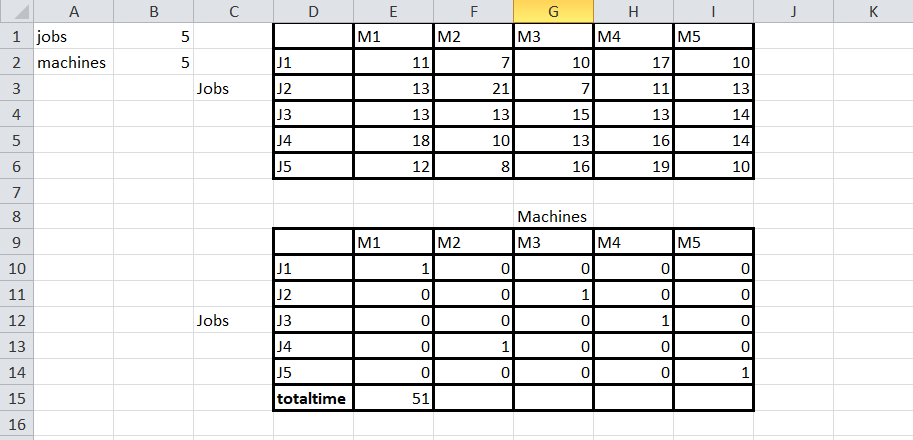 A B C D E F G H I J K
1 jobs 5 M1 M2 M3 M4 M5
2 machines 5 J1 11 7 10 17 10
3 Jobs J2 13 21 7 11 13
4 J3 13 13 15 13 14
5 J4 18 10 13 16 14
6 J5 12 8 16 19 10
7
8 Machines
9 M1 M2 M3 M4 M5
10 J1 1 0 0 0 0
11 J2 0 0 1 0 0
12 Jobs J3 0 0 0 1 0
13 J4 0 1 0 0 0
14 J5 0 0 0 0 1
15 totaltime 51
16